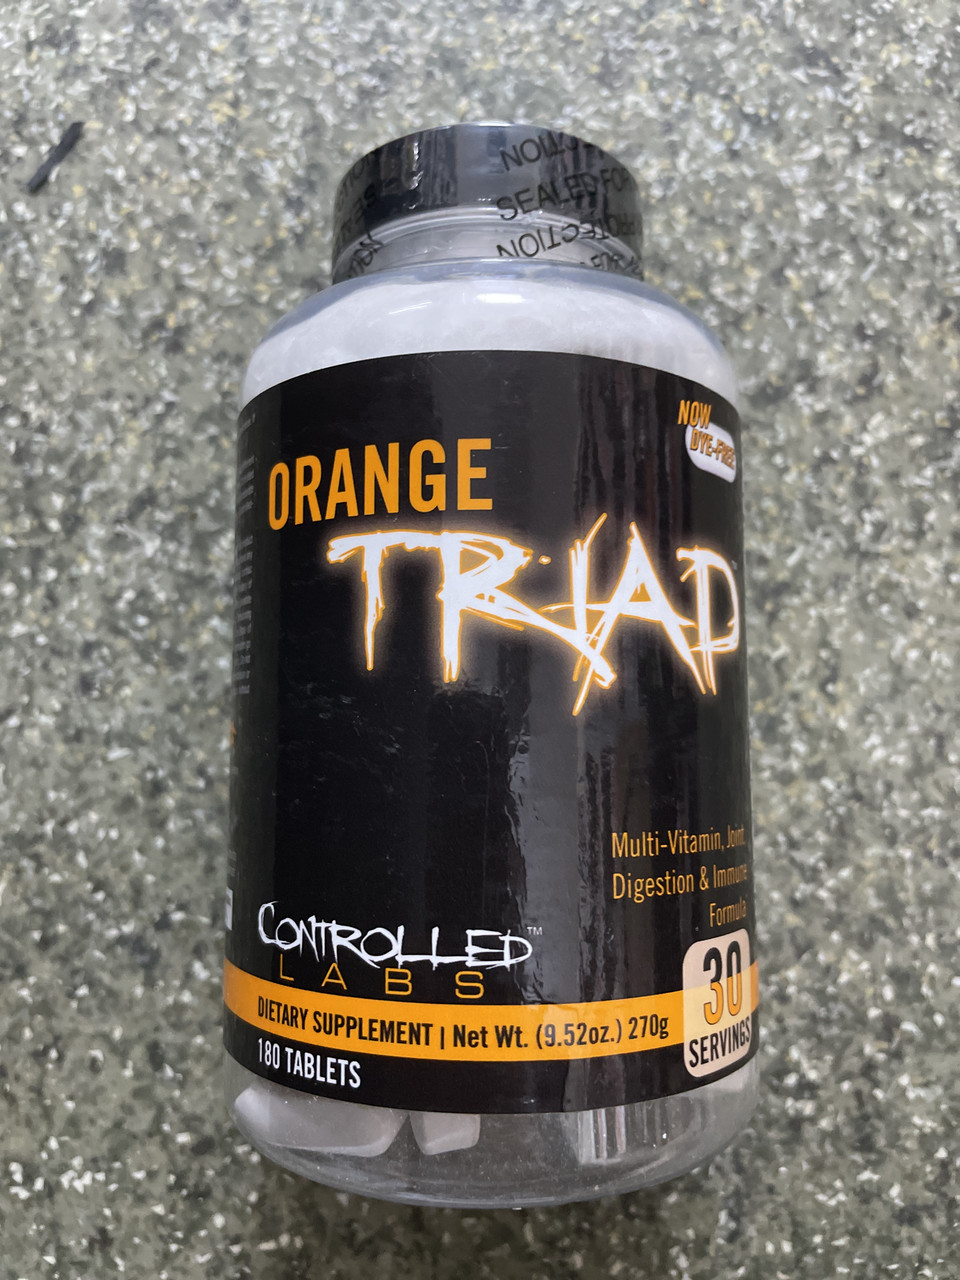 SEALED FOR
NOW
DYE-FREE
ORANGE
TRIAD
Multi-Vitamin, Joint,
Digestion & Immune
Formula
CONTROLLED™
LABS
30
SERVINGS
DIETARY SUPPLEMENT | Net Wt. (9.52oz.) 270g
180 TABLETS